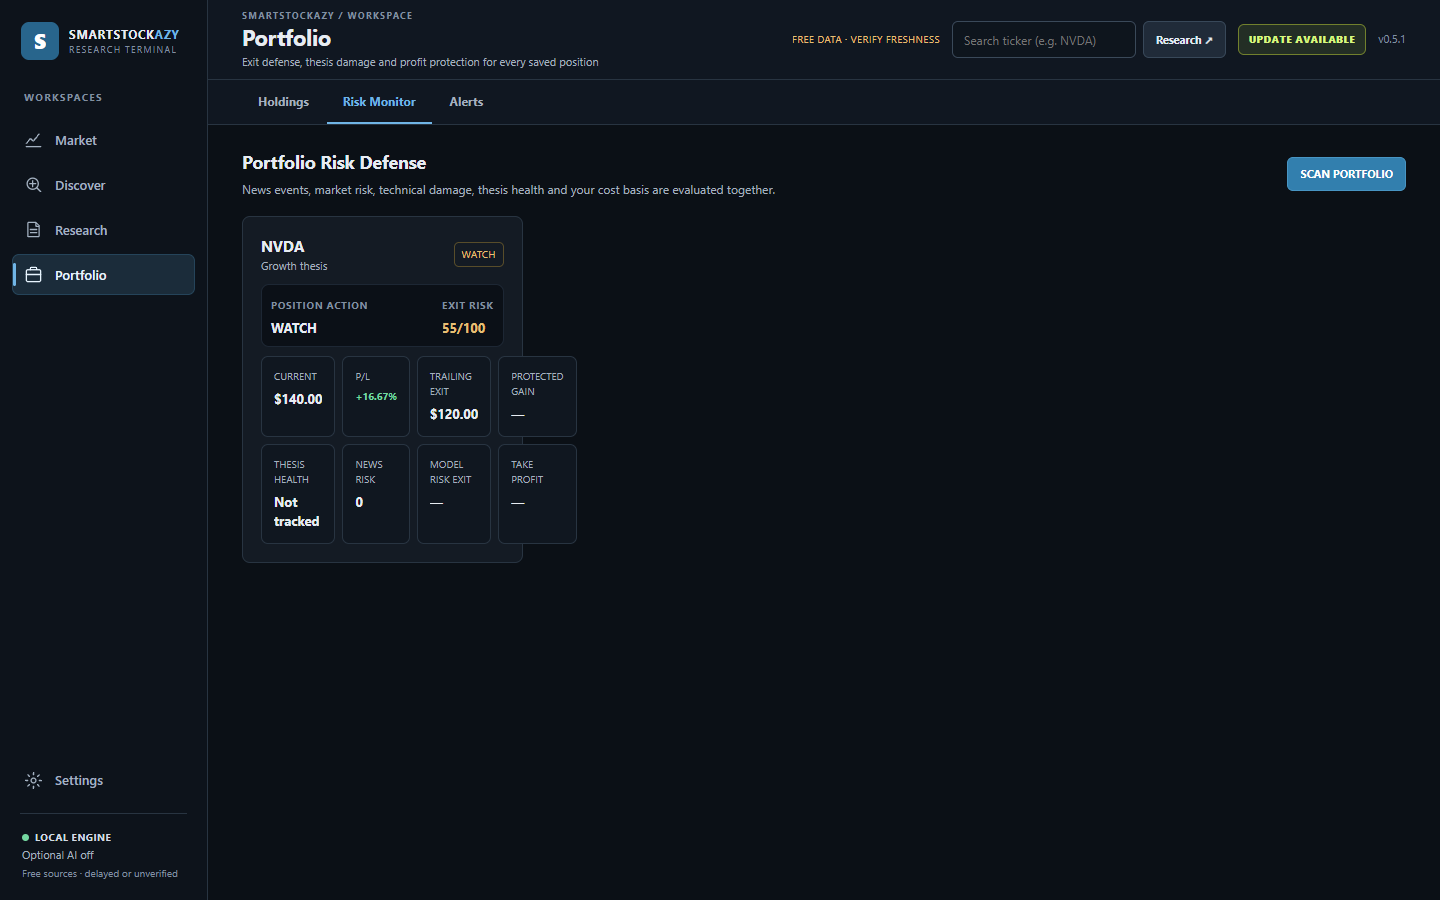 S
SMARTSTOCKAZY
RESEARCH TERMINAL
WORKSPACES
Market
Discover
Research
Portfolio
Settings
LOCAL ENGINE
Optional AI off
Free sources · delayed or unverified
SMARTSTOCKAZY / WORKSPACE
Portfolio
Exit defense, thesis damage and profit protection for every saved position
FREE DATA · VERIFY FRESHNESS
Search ticker (e.g. NVDA)
Research ↗
UPDATE AVAILABLE
v0.5.1
Holdings
Risk Monitor
Alerts
Portfolio Risk Defense
News events, market risk, technical damage, thesis health and your cost basis are evaluated together.
SCAN PORTFOLIO
NVDA
Growth thesis
WATCH
POSITION ACTION
WATCH
EXIT RISK
55/100
CURRENT
$140.00
P/L
+16.67%
TRAILING
EXIT
$120.00
PROTECTED
GAIN
—
THESIS
HEALTH
Not
tracked
NEWS
RISK
0
MODEL
RISK EXIT
—
TAKE
PROFIT
—